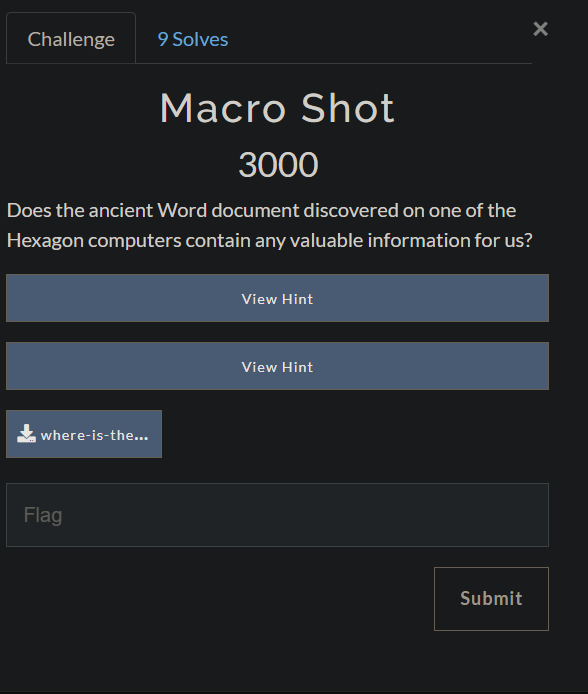 Challenge
9 Solves
×
Macro Shot
3000
Does the ancient Word document discovered on one of the
Hexagon computers contain any valuable information for us?
View Hint
View Hint
where-is-the...
Flag
Submit